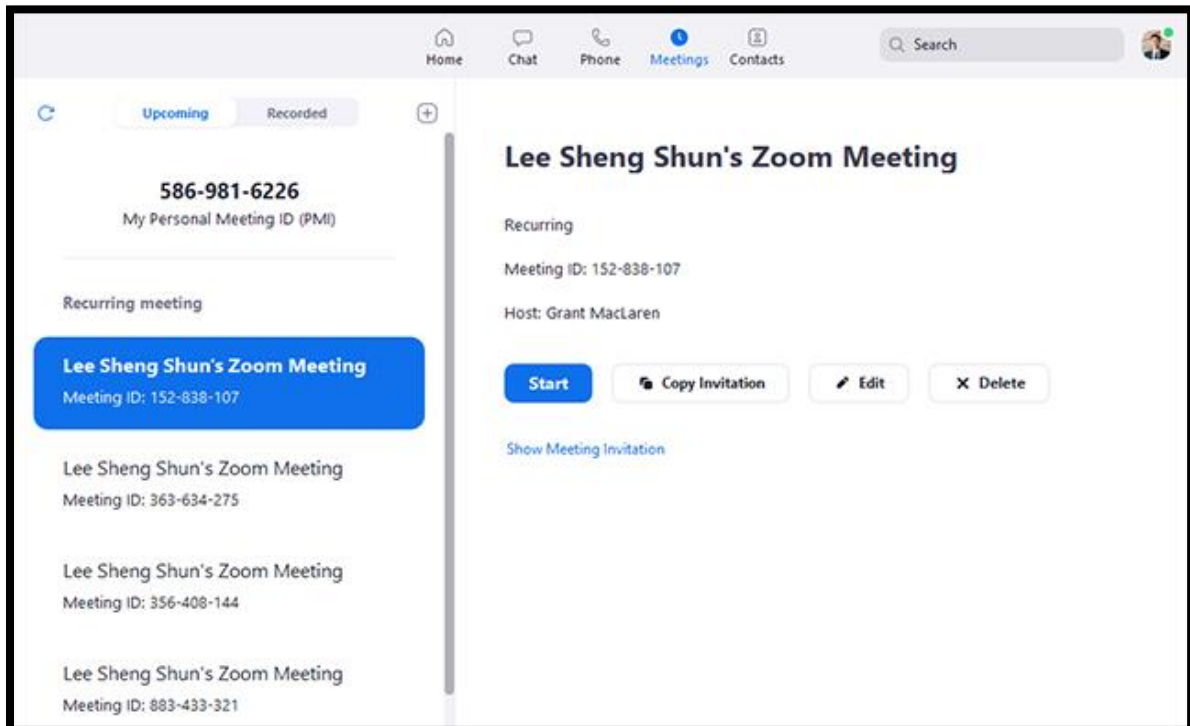 Home Chat Phone Meetings Contacts Search
Upcoming Recorded
586-981-6226
My Personal Meeting ID (PMI)
Recurring meeting
Lee Sheng Shun's Zoom Meeting
Meeting ID: 152-838-107
Lee Sheng Shun's Zoom Meeting
Meeting ID: 363-634-275
Lee Sheng Shun's Zoom Meeting
Meeting ID: 356-408-144
Lee Sheng Shun's Zoom Meeting
Meeting ID: 883-433-321
Lee Sheng Shun's Zoom Meeting
Recurring
Meeting ID: 152-838-107
Host: Grant MacLaren
Start Copy Invitation Edit Delete
Show Meeting Invitation